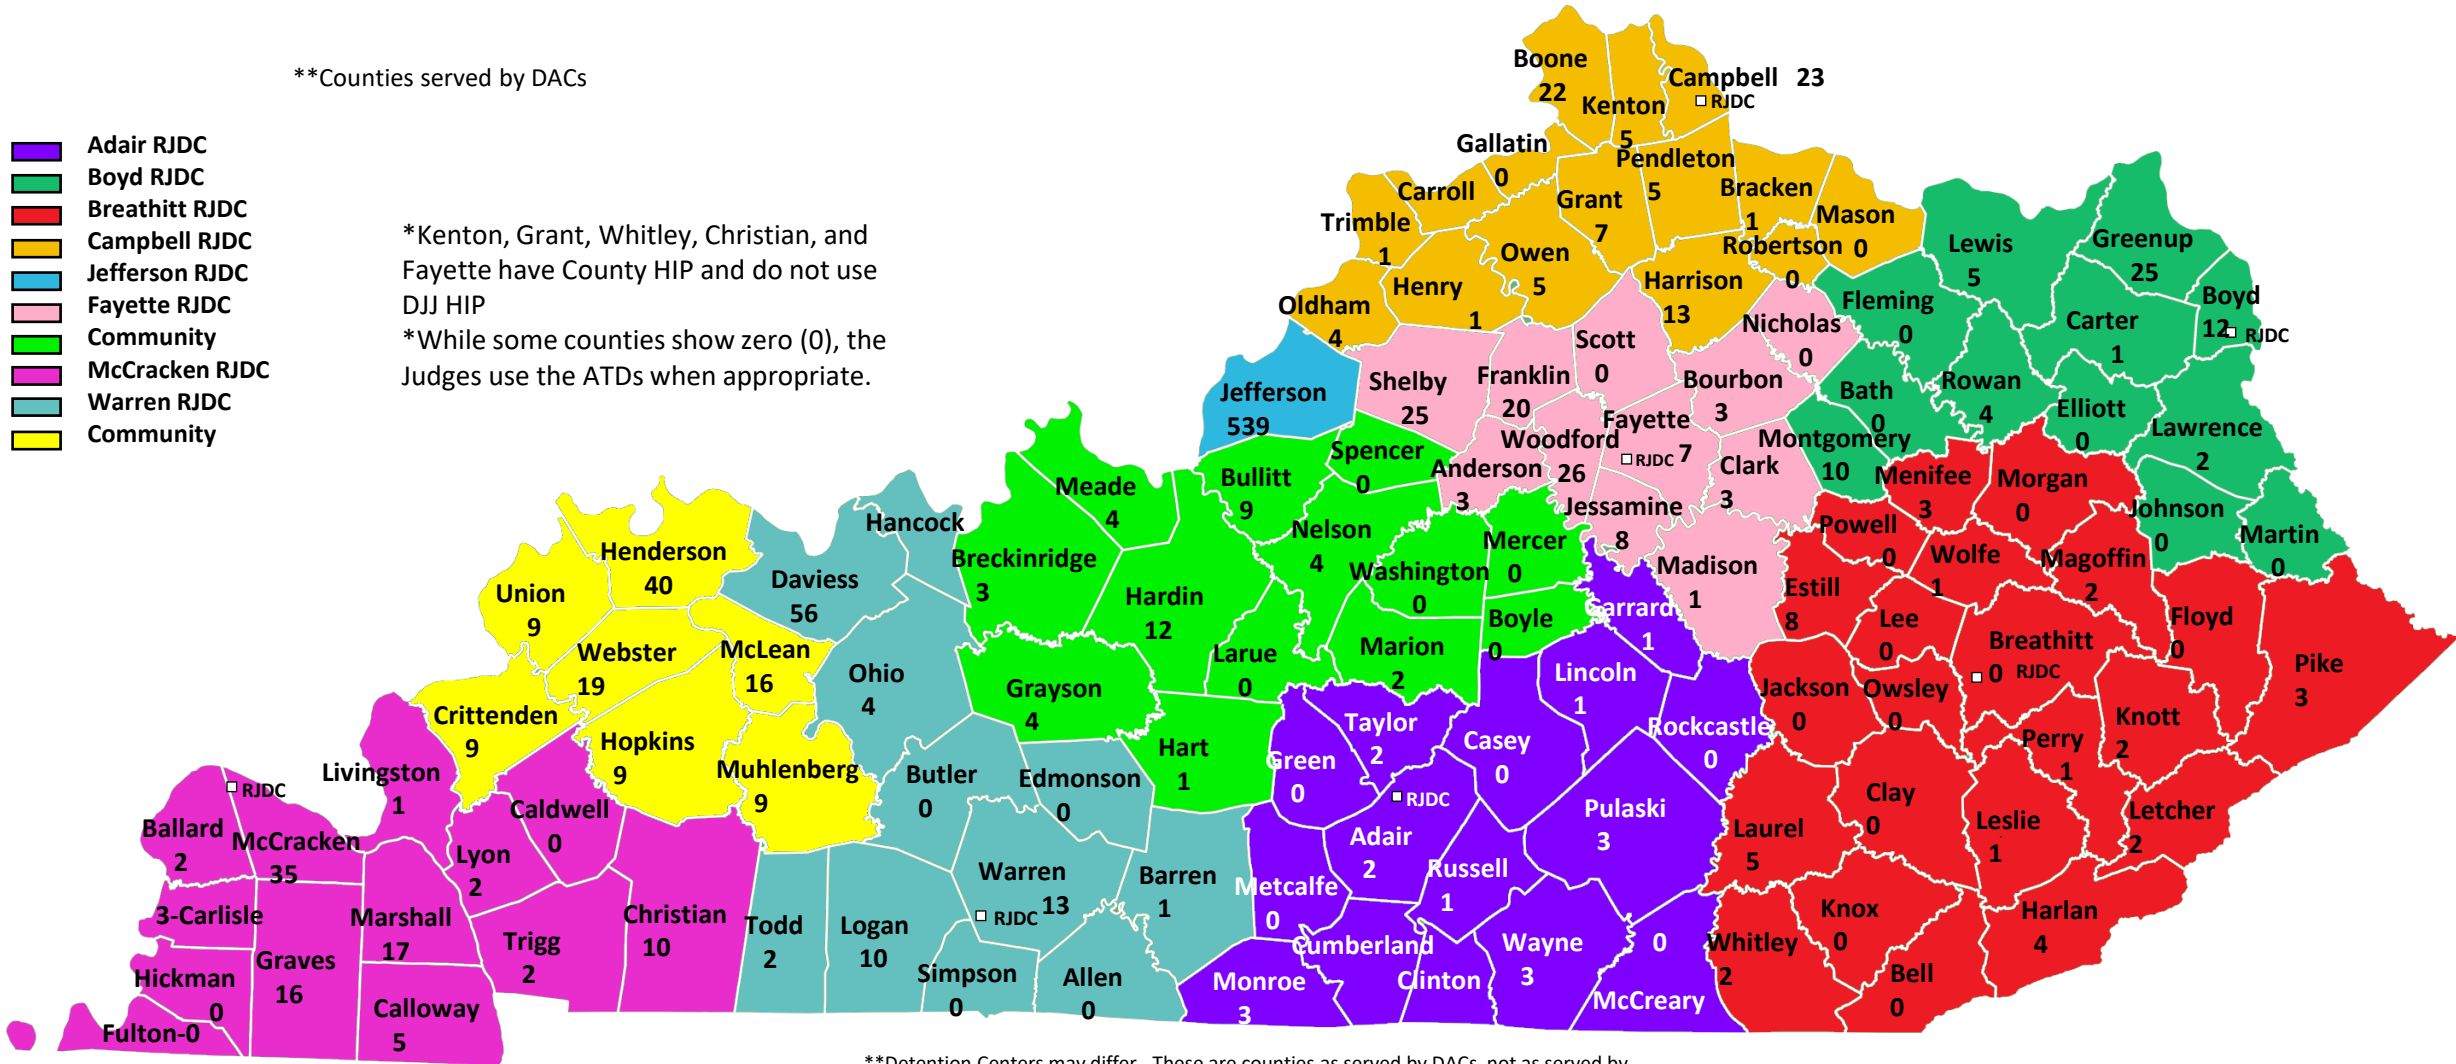 **Counties served by DACs
Adair RJDC
Boyd RJDC
Breathitt RJDC
Campbell RJDC
Jefferson RJDC
Fayette RJDC
Community
McCracken RJDC
Warren RJDC
Community
*Kenton, Grant, Whitley, Christian, and
Fayette have County HIP and do not use
DJJ HIP
*While some counties show zero (0), the
Judges use the ATDs when appropriate.
Boone
22
Kenton
5
Campbell 23
RJDC
Gallatin
0
Pendleton
5
Carroll
Grant
7
Bracken
1
Mason
0
Trimble
1
Owen
5
Robertson
0
Henry
1
Harrison
13
Oldham
4
Lewis
5
Greenup
25
Boyd
12
RJDC
Fleming
0
Carter
1
Nicholas
0
Scott
0
Jefferson
539
Shelby
25
Franklin
20
Bourbon
3
Bath
0
Rowan
4
Elliott
0
Lawrence
2
Fayette
RJDC 7
Woodford
26
Montgomery
10
Spencer
0
Anderson
3
Clark
3
Bullitt
9
Menifee
3
Morgan
0
Johnson
0
Martin
0
Meade
4
Jessamine
8
Powell
0
Nelson
4
Mercer
0
Hancock
Breckinridge
3
Washington
0
Madison
1
Wolfe
1
Magoffin
2
Henderson
40
Daviess
56
Union
9
Hardin
12
Estill
8
Garrard
1
Boyle
0
Lee
0
Floyd
0
Breathitt
0 RJDC
Pike
3
Webster
19
McLean
16
Larue
0
Marion
2
Ohio
4
Grayson
4
Lincoln
1
Jackson
0
Owsley
0
Knott
2
Crittenden
9
Taylor
2
Rockcastle
0
Casey
0
Hopkins
9
Hart
1
Perry
1
Muhlenberg
9
Butler
0
Edmonson
0
Green
0
Livingston
1
RJDC
Caldwell
0
RJDC
Pulaski
3
Clay
0
Letcher
2
Ballard
2
McCracken
35
Adair
2
Laurel
5
Leslie
1
Lyon
2
Warren
RJDC 13
Barren
1
Russell
1
Metcalfe
0
3-Carlisle
Marshall
17
Christian
10
Todd
2
Logan
10
Knox
0
Harlan
4
Trigg
2
Cumberland
Wayne
3
0
McCreary
Whitley
2
Graves
16
Hickman
0
Simpson
0
Allen
0
Monroe
3
Clinton
Bell
0
Calloway
5
Fulton-0
**Detention Centers may differ. These are counties as served by DACs, not as served by